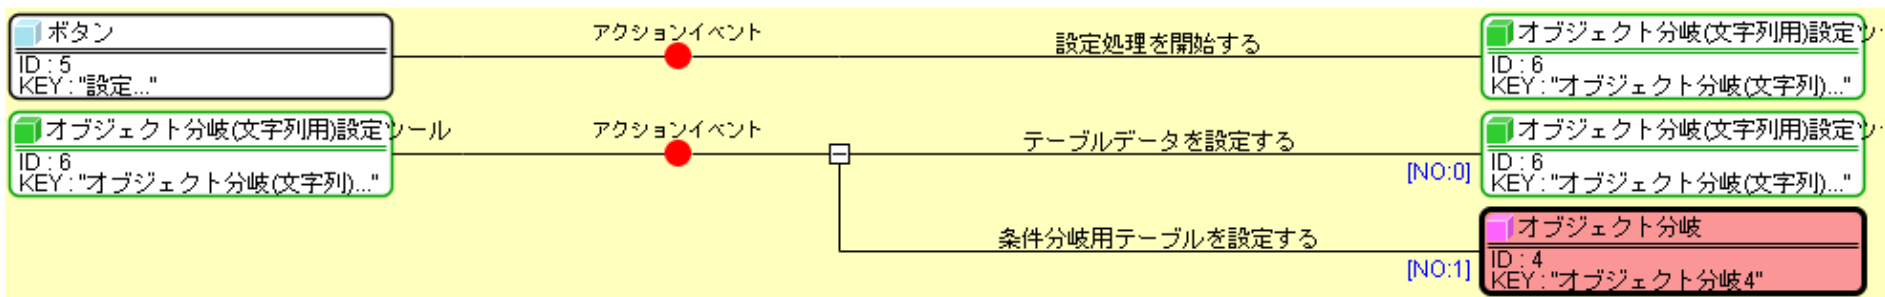 ボタン
ID : 5
KEY : "設定..."
アクションイベント
設定処理を開始する
オブジェクト分岐(文字列用)設定ツ
ID : 6
KEY : "オブジェクト分岐(文字列)..."
オブジェクト分岐(文字列用)設定ツール
ID : 6
KEY : "オブジェクト分岐(文字列)..."
アクションイベント
テーブルデータを設定する
[NO:0]
オブジェクト分岐(文字列用)設定ツ
ID : 6
KEY : "オブジェクト分岐(文字列)..."
条件分岐用テーブルを設定する
[NO:1]
オブジェクト分岐
ID : 4
KEY : "オブジェクト分岐4"